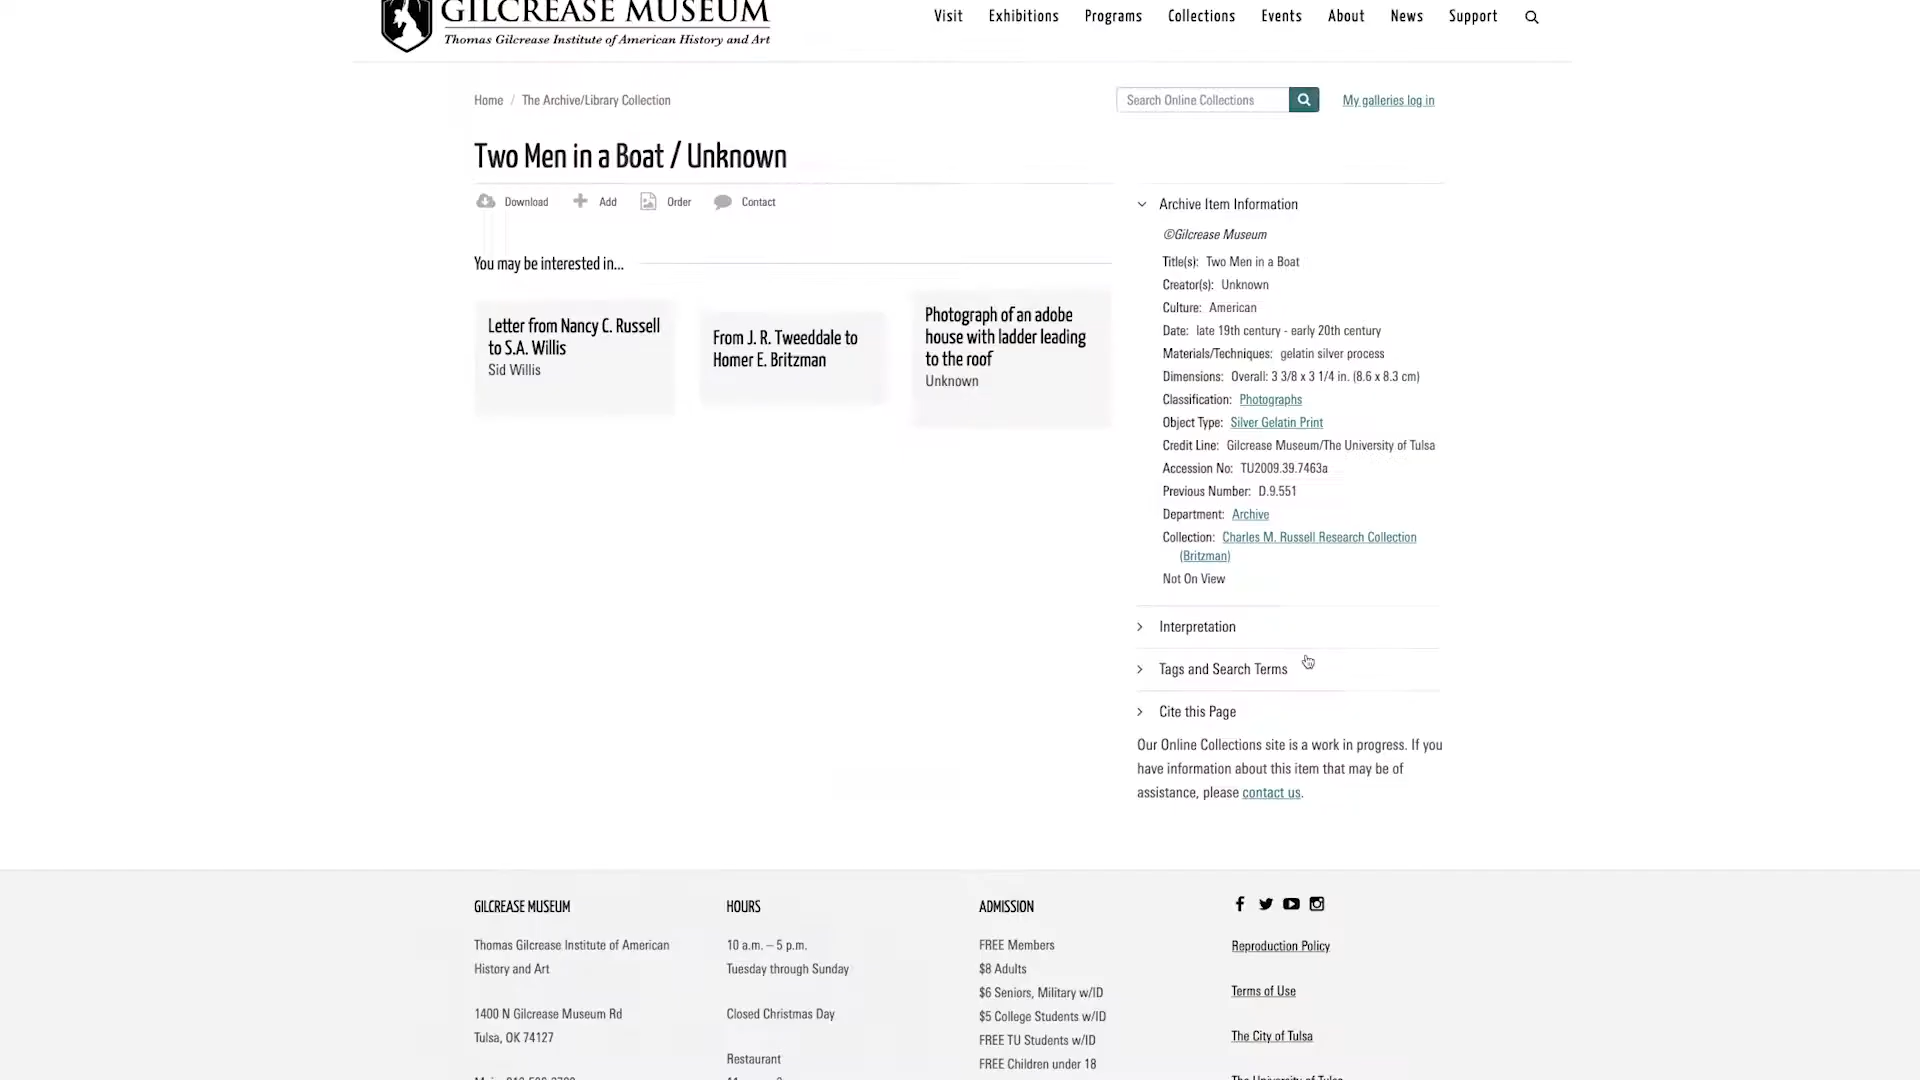 GILCREASE MUSEUM
Thomas Gilcrease Institute of American History and Art
Visit Exhibitions Programs Collections Events About News Support
Home / The Archive/Library Collection
Search Online Collections
My galleries log in
Two Men in a Boat / Unknown
Download Add Order Contact
You may be interested in...
Letter from Nancy C. Russell
to S.A. Willis
Sid Willis
From J. R. Tweeddale to
Homer E. Britzman
Photograph of an adobe
house with ladder leading
to the roof
Unknown
Archive Item Information
©Gilcrease Museum
Title(s): Two Men in a Boat
Creator(s): Unknown
Culture: American
Date: late 19th century - early 20th century
Materials/Techniques: gelatin silver process
Dimensions: Overall: 3 3/8 x 3 1/4 in. (8.6 x 8.3 cm)
Classification: Photographs
Object Type: Silver Gelatin Print
Credit Line: Gilcrease Museum/The University of Tulsa
Accession No: TU2009.39.7463a
Previous Number: D.9.551
Department: Archive
Collection: Charles M. Russell Research Collection
(Britzman)
Not On View
Interpretation
Tags and Search Terms
Cite this Page
Our Online Collections site is a work in progress. If you
have information about this item that may be of
assistance, please contact us.
GILCREASE MUSEUM
Thomas Gilcrease Institute of American
History and Art
1400 N Gilcrease Museum Rd
Tulsa, OK 74127
HOURS
10 a.m. – 5 p.m.
Tuesday through Sunday
Closed Christmas Day
Restaurant
ADMISSION
FREE Members
$8 Adults
$6 Seniors, Military w/ID
$5 College Students w/ID
FREE TU Students w/ID
FREE Children under 18
Reproduction Policy
Terms of Use
The City of Tulsa
The University of Tulsa